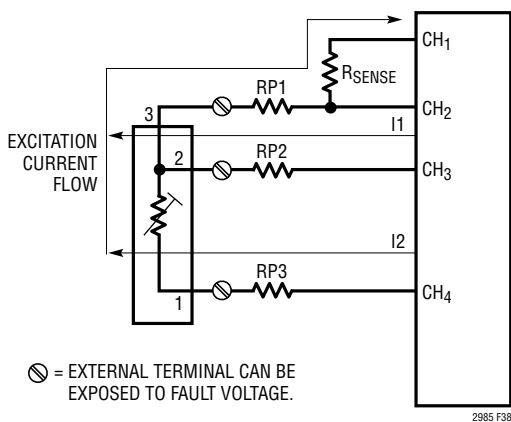 CH1
RSENSE
RP1
CH2
3
I1
EXCITATION
CURRENT
FLOW
2
RP2
CH3
I2
RP3
1
CH4
= EXTERNAL TERMINAL CAN BE
EXPOSED TO FAULT VOLTAGE.
2985 F38